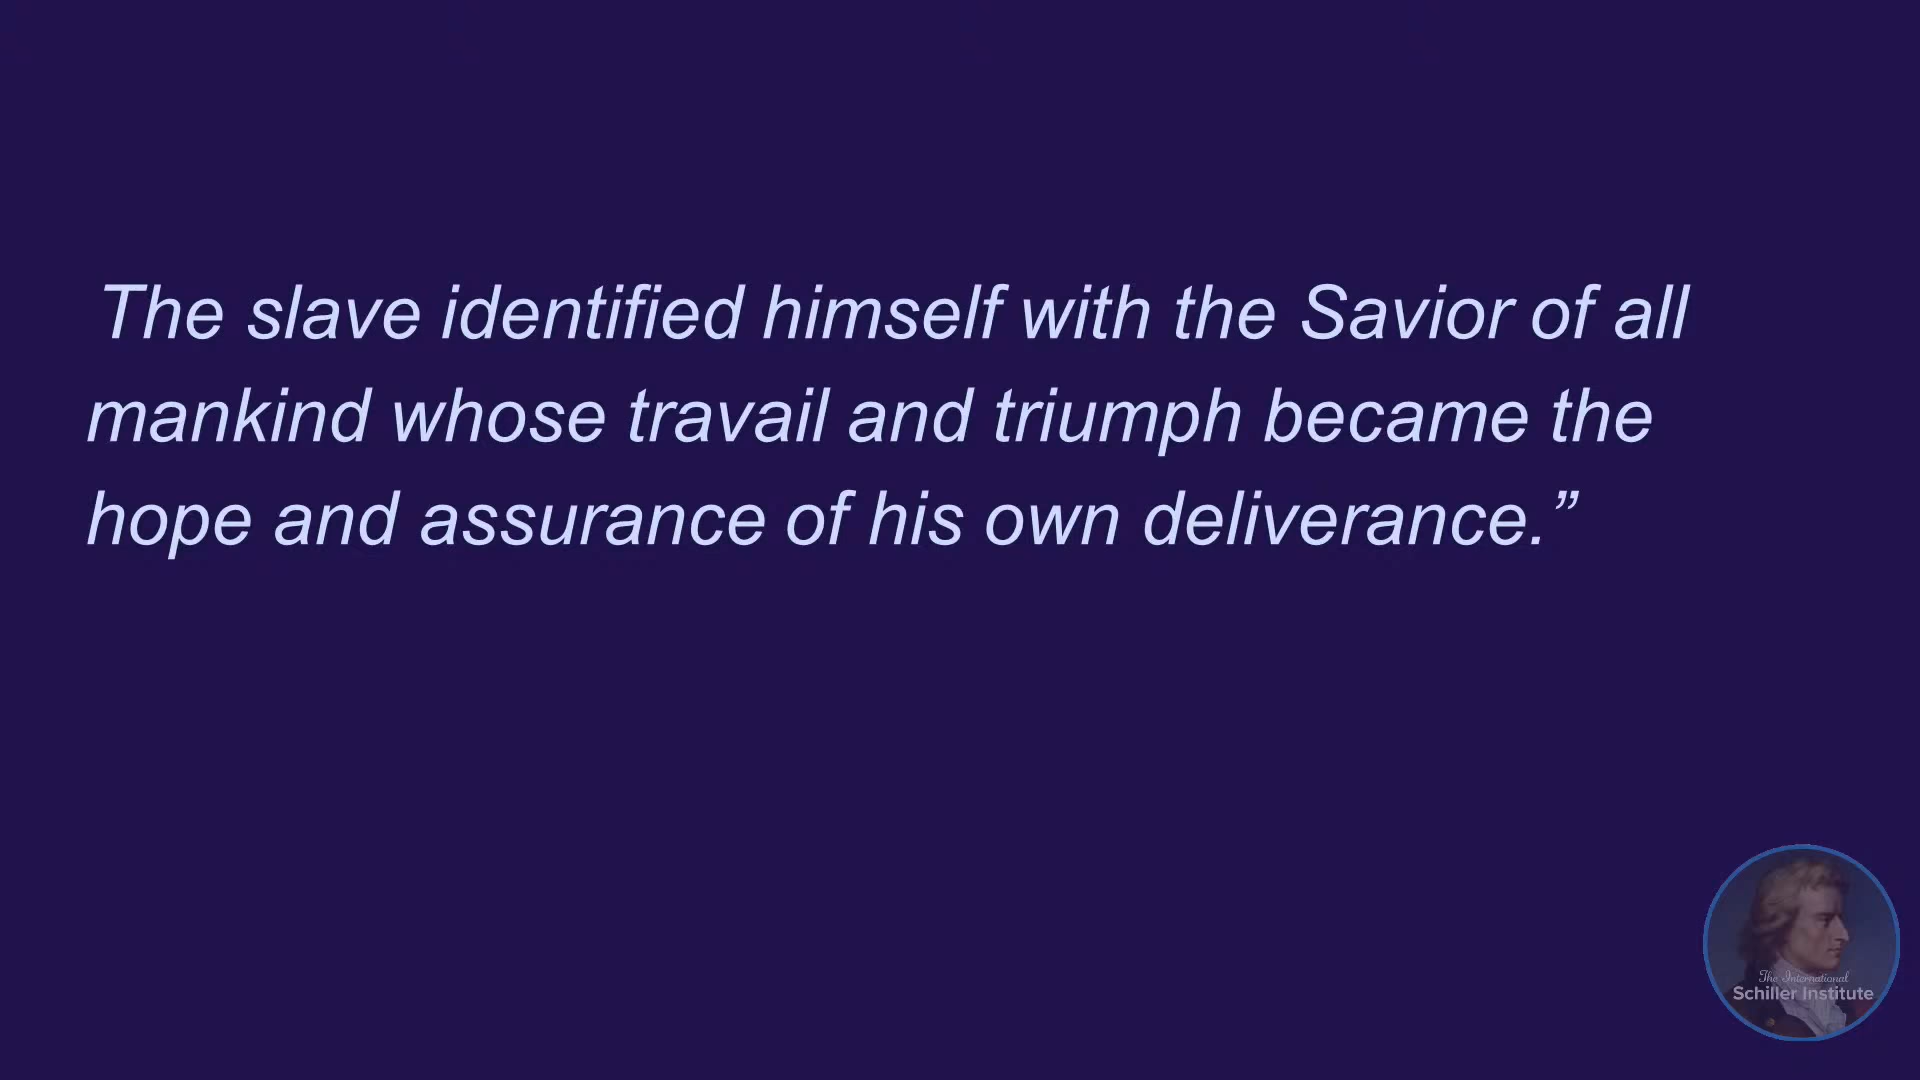 The slave identified himself with the Savior of all
mankind whose travail and triumph became the
hope and assurance of his own deliverance.”
The International
Schiller Institute